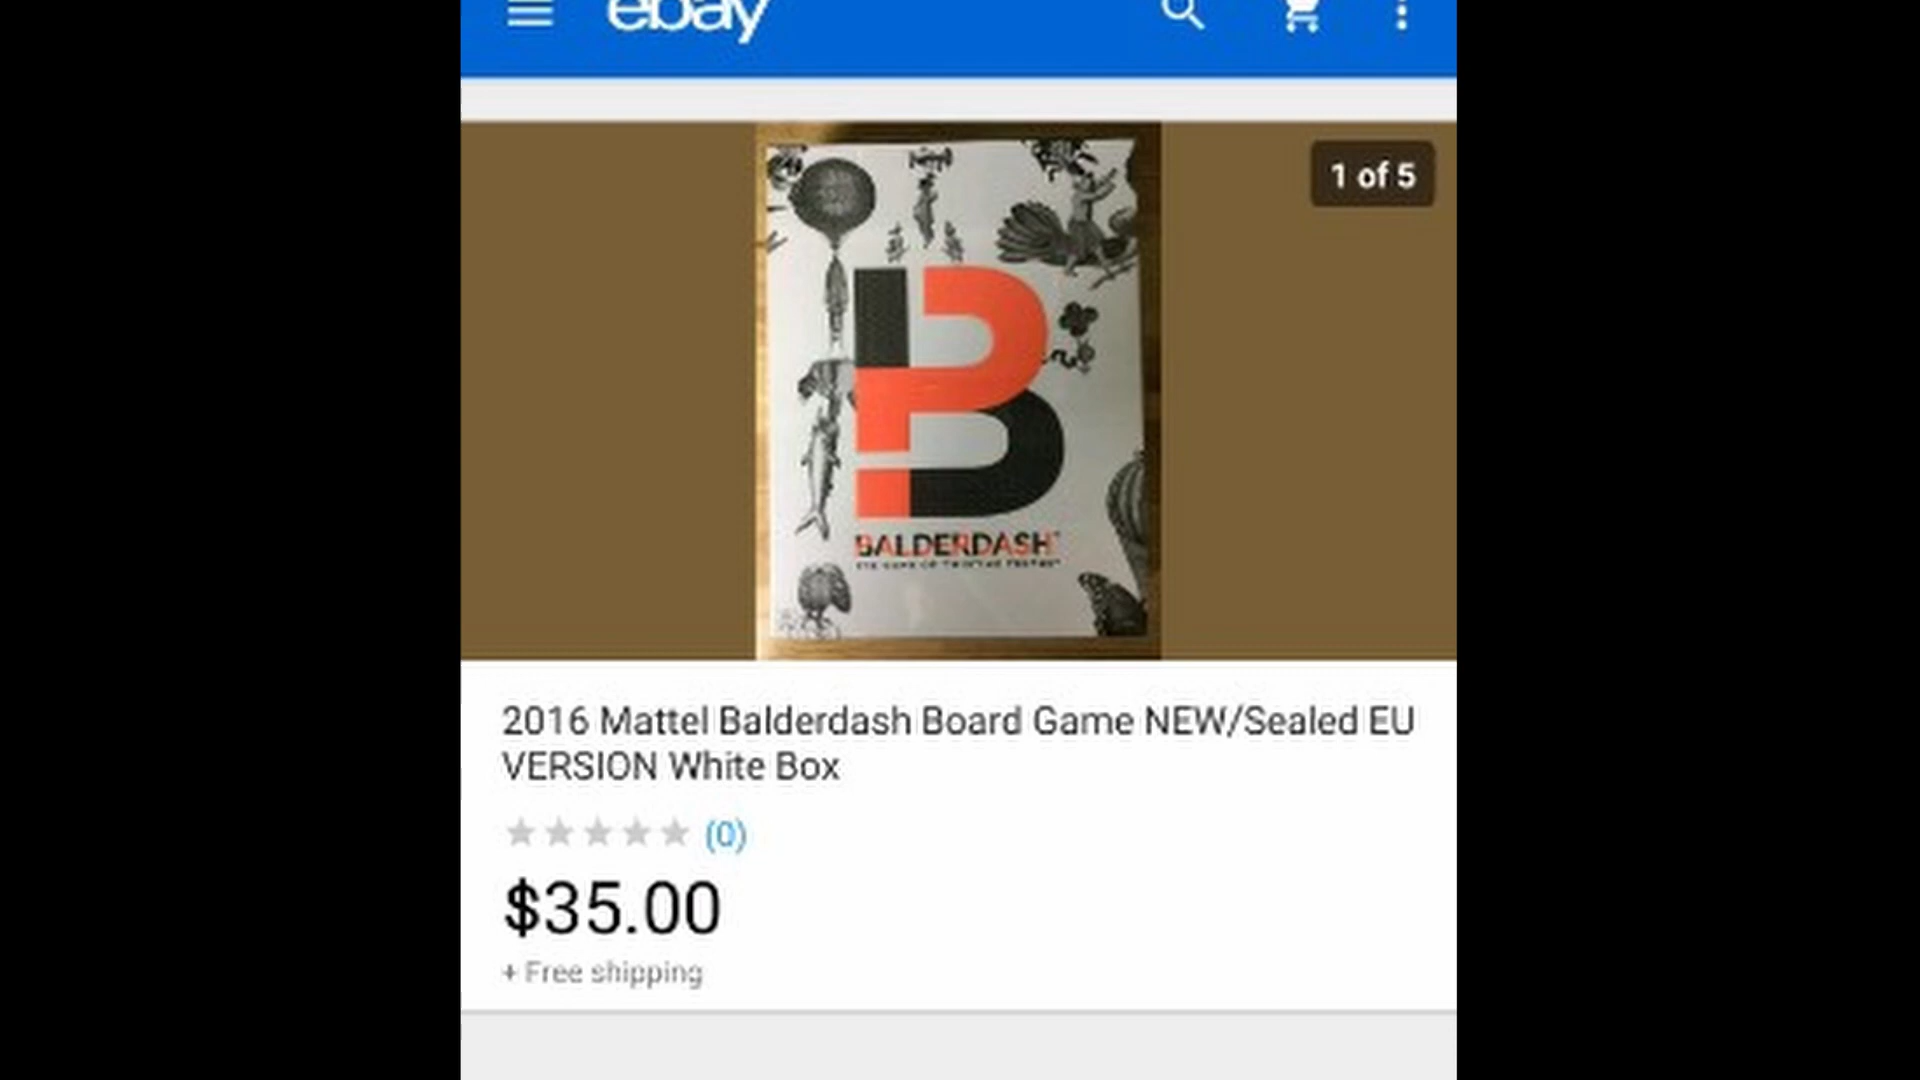 ebay
1 of 5
BALDERDASH
2016 Mattel Balderdash Board Game NEW/Sealed EU
VERSION White Box
(0)
$35.00
+ Free shipping